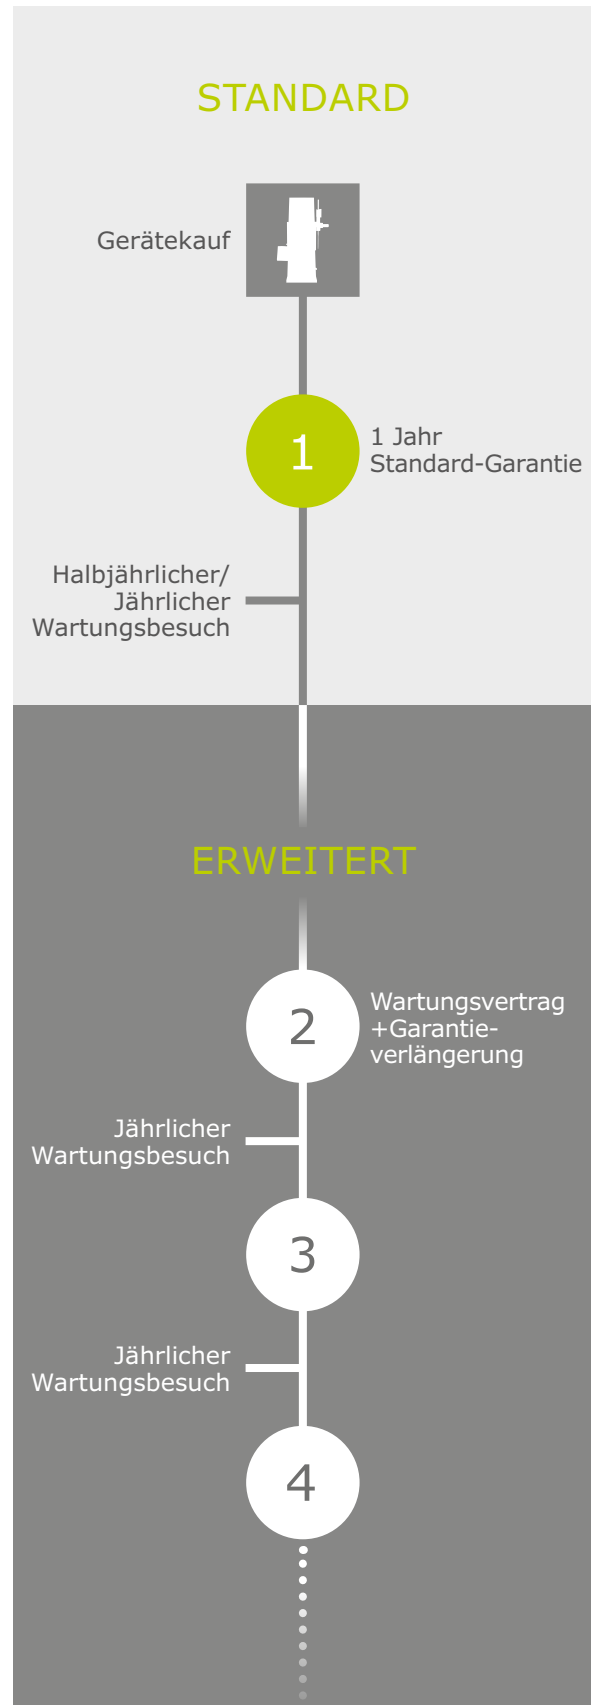 STANDARD
Gerätekauf
1
1 Jahr
Standard-Garantie
Halbjährlicher/
Jährlicher
Wartungsbesuch
ERWEITERT
2
Wartungsvertrag
+Garantie-
verlängerung
Jährlicher
Wartungsbesuch
3
Jährlicher
Wartungsbesuch
4